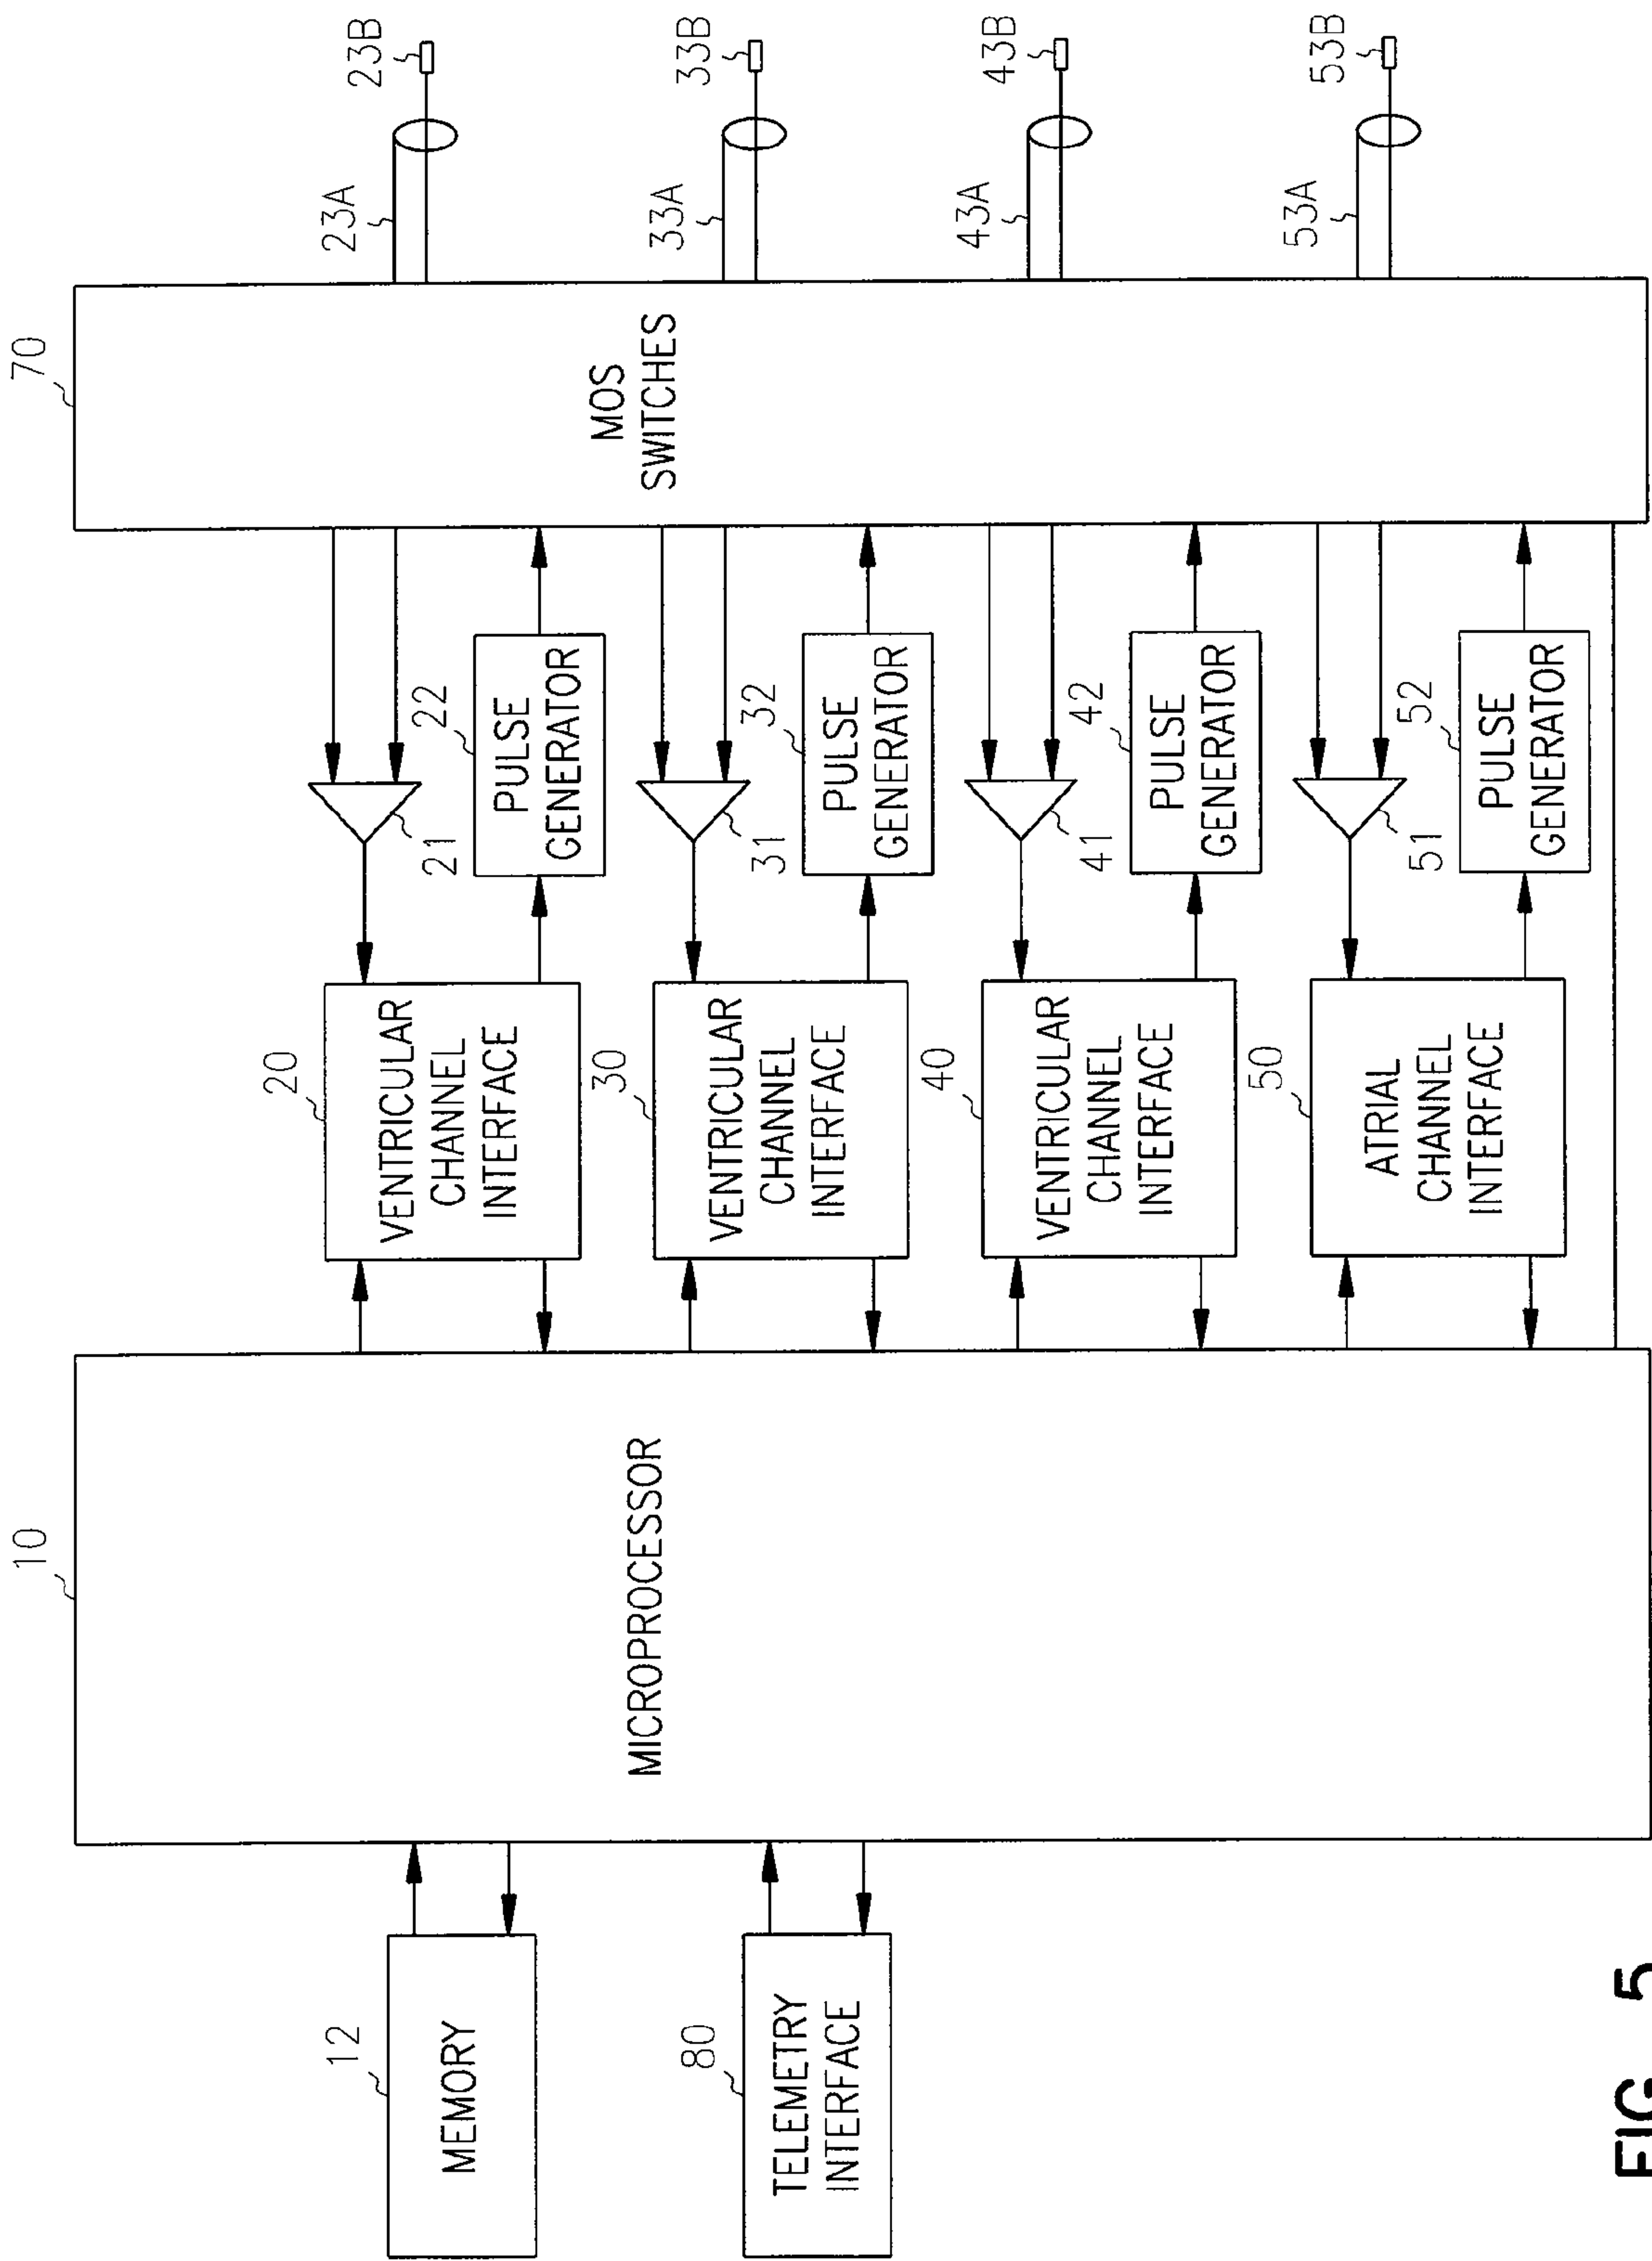 10
70
MICROPROCESSOR
MOS
SWITCHES
12
MEMORY
80
TELEMETRY
INTERFACE
20
VENTRICULAR
CHANNEL
INTERFACE
21
22
PULSE
GENERATOR
23A
23B
30
VENTRICULAR
CHANNEL
INTERFACE
31
32
PULSE
GENERATOR
33A
33B
40
VENTRICULAR
CHANNEL
INTERFACE
41
42
PULSE
GENERATOR
43A
43B
50
ATRIAL
CHANNEL
INTERFACE
51
52
PULSE
GENERATOR
53A
53B
FIG. 5